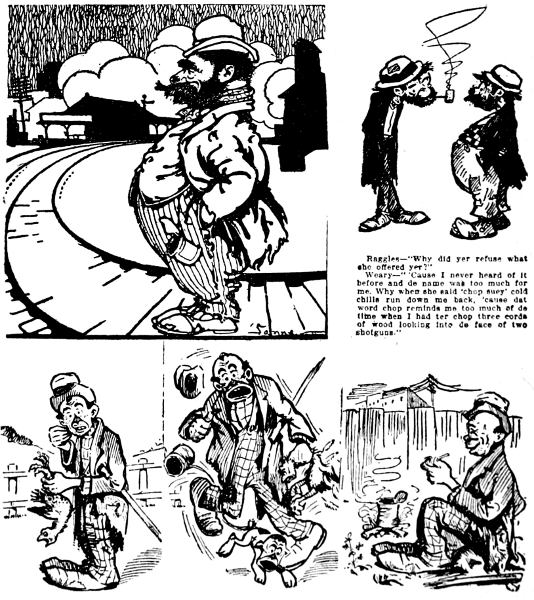 Raggles—"Why did yer refuse what
she offered yer?"
Weary—" 'Cause I never heard of it
before and de name was too much for
me. Why when she said 'chop suey' cold
chills run down me back, 'cause dat
word chop reminds me too much of de
time when I had ter chop three cords
of wood looking into de face of two
shotguns."